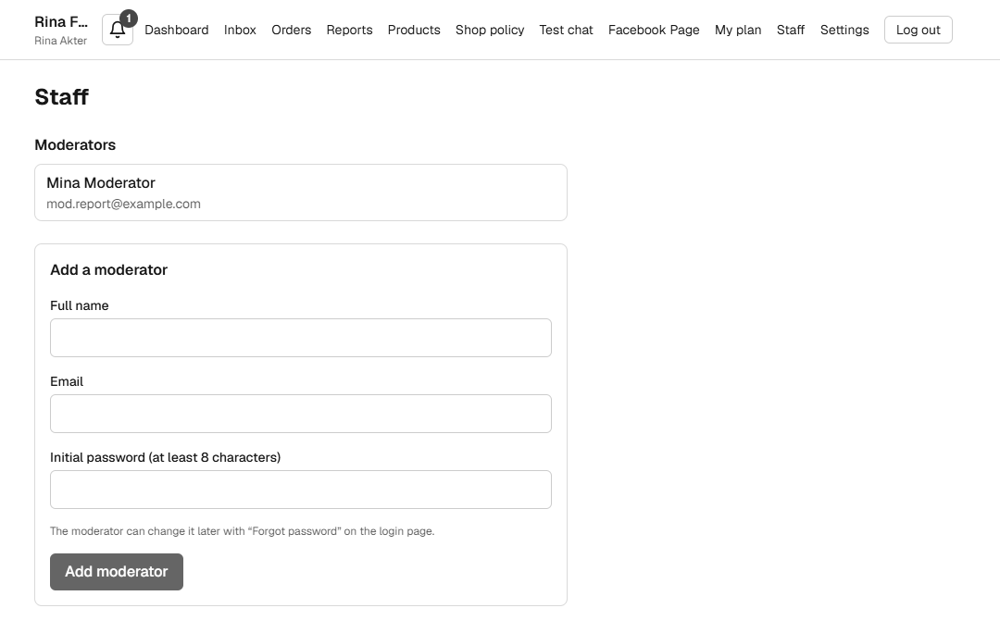 Rina F...
Rina Akter
1
Dashboard Inbox Orders Reports Products Shop policy Test chat Facebook Page My plan Staff Settings Log out
Staff
Moderators
Mina Moderator
mod.report@example.com
Add a moderator
Full name
Email
Initial password (at least 8 characters)
The moderator can change it later with “Forgot password” on the login page.
Add moderator